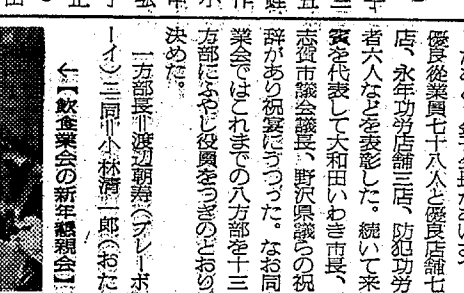 優良従業員七十八人と優良店舗七
店、永年功労店舗三店、防犯功労
者六人などを表彰した。続いて来
賓を代表して大和田いわき市長、
志賀市議会議長、野沢県議らの祝
辞があり祝宴にうつった。なお同
業会ではこれまでの八方部を十三
方部にふやし役員をつぎのとおり
決めた。
一方部長=渡辺朝寿(プレーボ
ーイ)二同=小林清一郎(おた
←【飲食業会の新年懇親会】